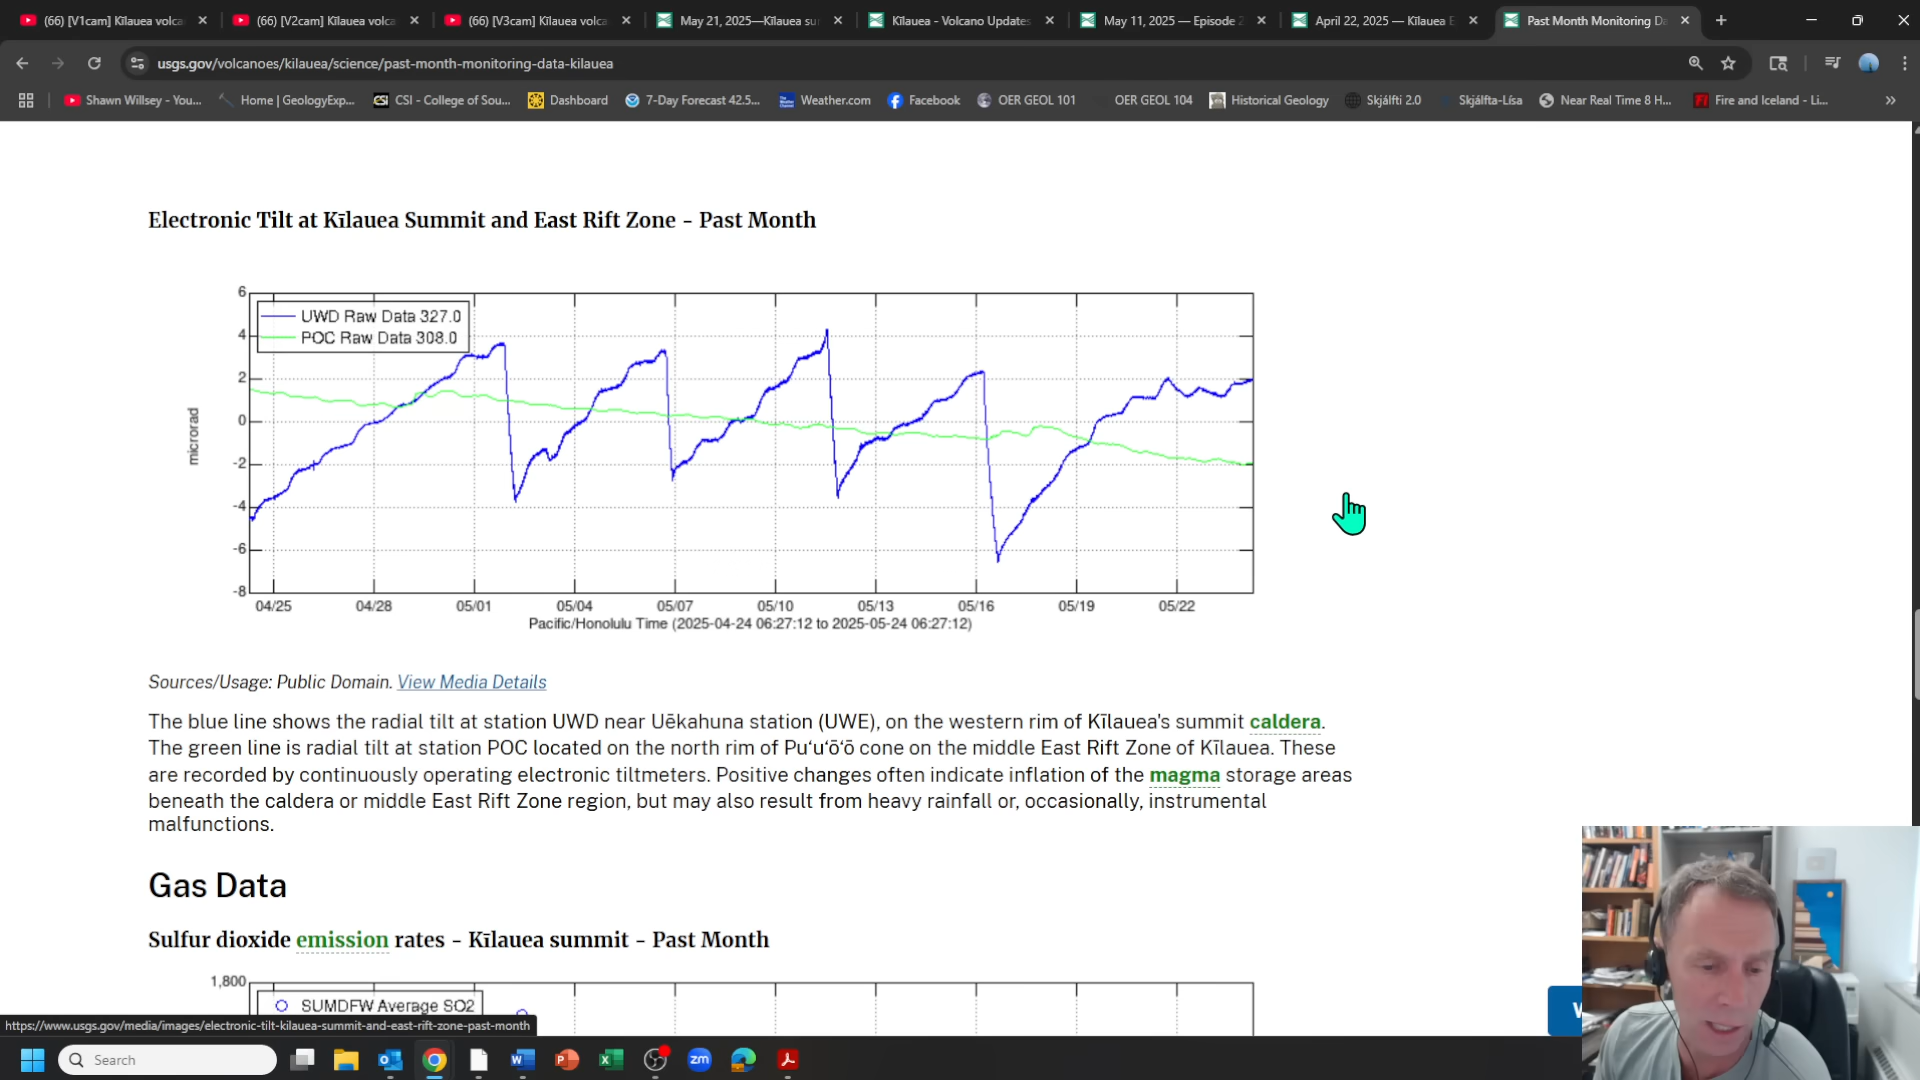 (66) [V1cam] Kīlauea volca
(66) [V2cam] Kīlauea volca
(66) [V3cam] Kīlauea volca
May 21, 2025—Kīlauea su
Kīlauea - Volcano Updates
May 11, 2025 — Episode 2
April 22, 2025 — Kīlauea E
Past Month Monitoring Da
usgs.gov/volcanoes/kilauea/science/past-month-monitoring-data-kilauea
Shawn Willsey - You...
Home | GeologyExp...
CSI - College of Sou...
Dashboard
7-Day Forecast 42.5...
Weather.com
Facebook
OER GEOL 101
OER GEOL 104
Historical Geology
Skjálfti 2.0
Skjálfta-Lísa
Near Real Time 8 H...
Fire and Iceland - Li...
Electronic Tilt at Kīlauea Summit and East Rift Zone - Past Month
UWD Raw Data 327.0
POC Raw Data 308.0
6
4
2
0
-2
-4
-6
-8
microrad
04/25 04/28 05/01 05/04 05/07 05/10 05/13 05/16 05/19 05/22
Pacific/Honolulu Time (2025-04-24 06:27:12 to 2025-05-24 06:27:12)
Sources/Usage: Public Domain. View Media Details
The blue line shows the radial tilt at station UWD near Uēkahuna station (UWE), on the western rim of Kīlauea's summit caldera.
The green line is radial tilt at station POC located on the north rim of Puʻuʻōʻō cone on the middle East Rift Zone of Kīlauea. These
are recorded by continuously operating electronic tiltmeters. Positive changes often indicate inflation of the magma storage areas
beneath the caldera or middle East Rift Zone region, but may also result from heavy rainfall or, occasionally, instrumental
malfunctions.
Gas Data
Sulfur dioxide emission rates - Kīlauea summit - Past Month
1,800
SUMDFW Average SO2
https://www.usgs.gov/media/images/electronic-tilt-kilauea-summit-and-east-rift-zone-past-month
Search
zm